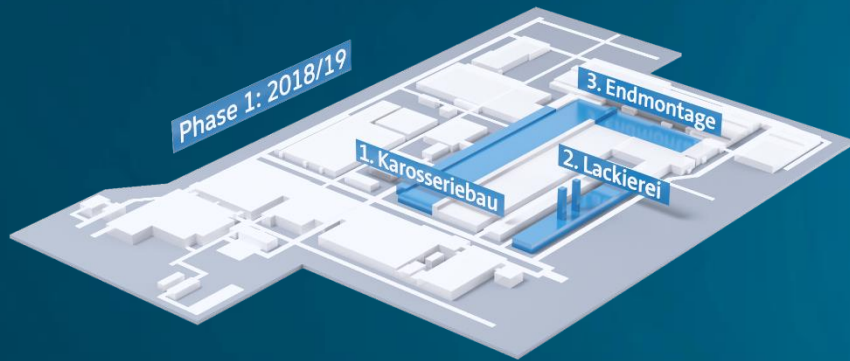 Phase 1: 2018/19
3. Endmontage
1. Karosseriebau
2. Lackierei